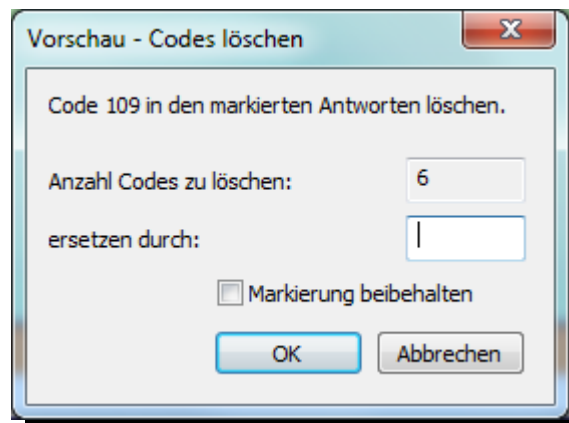 Vorschau - Codes löschen
Code 109 in den markierten Antworten löschen.
Anzahl Codes zu löschen: 6
ersetzen durch:
Markierung beibehalten
OK Abbrechen